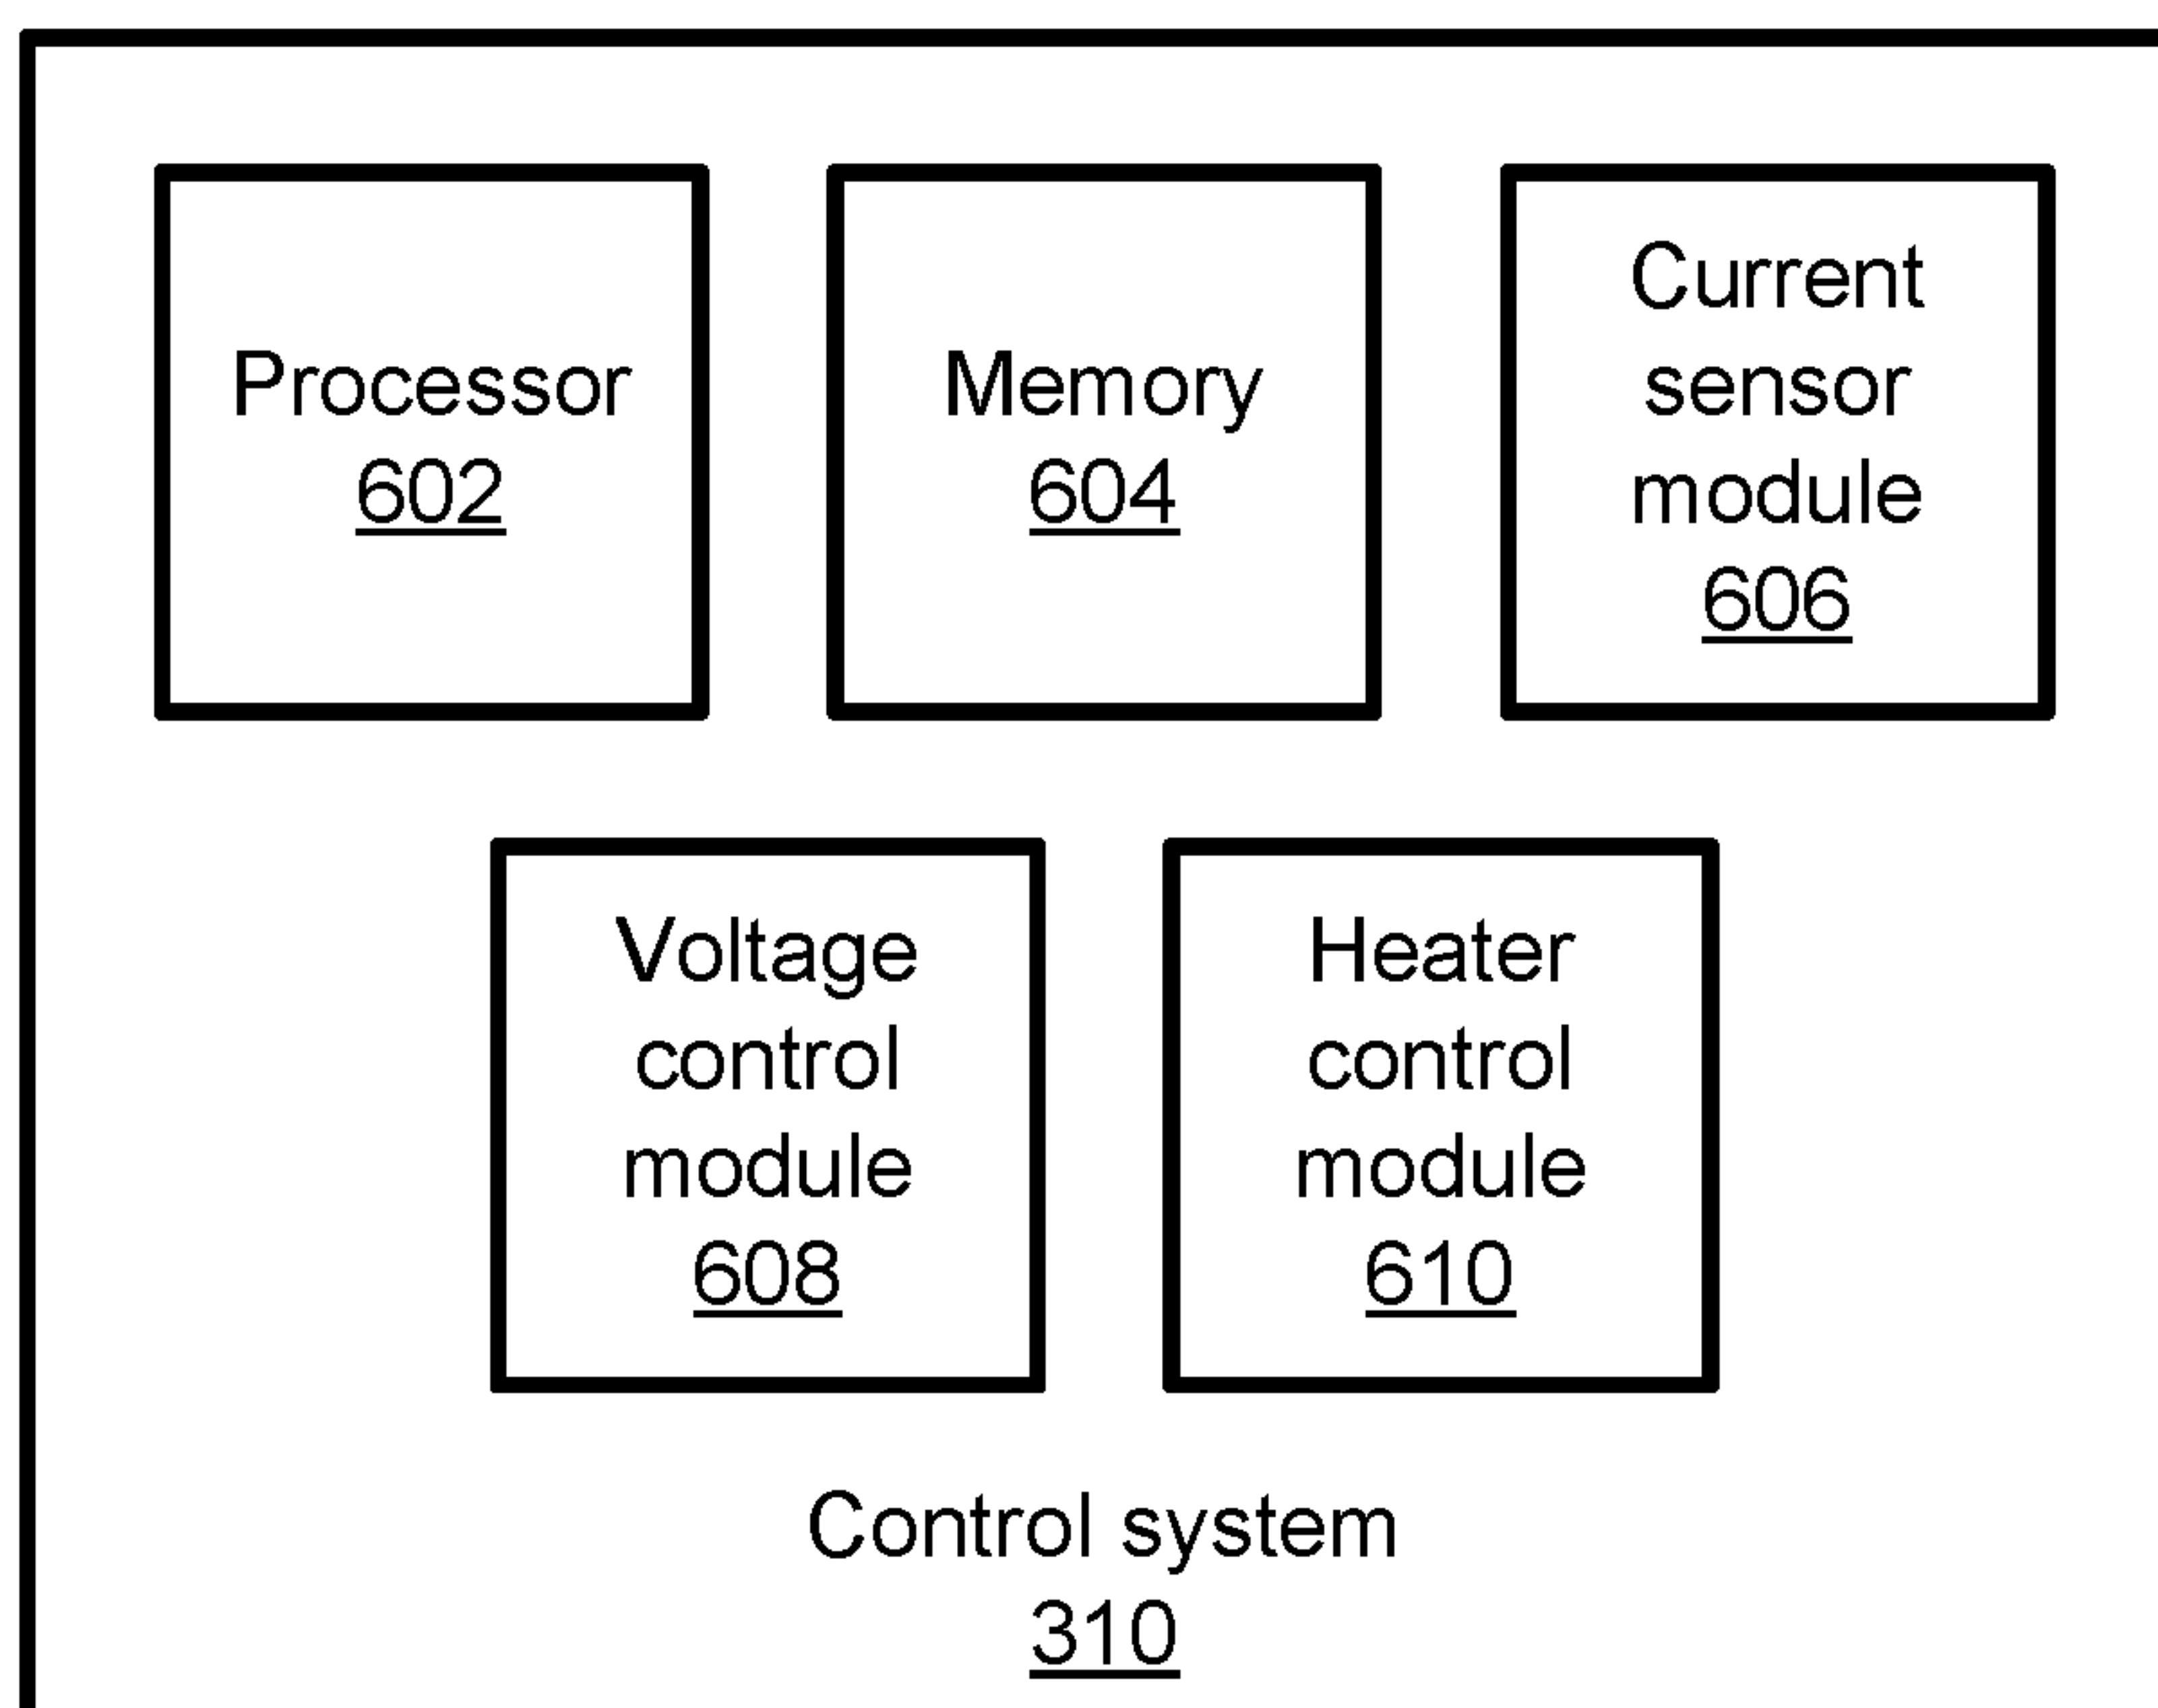 Processor
602
Memory
604
Current
sensor
module
606
Voltage
control
module
608
Heater
control
module
610
Control system
310